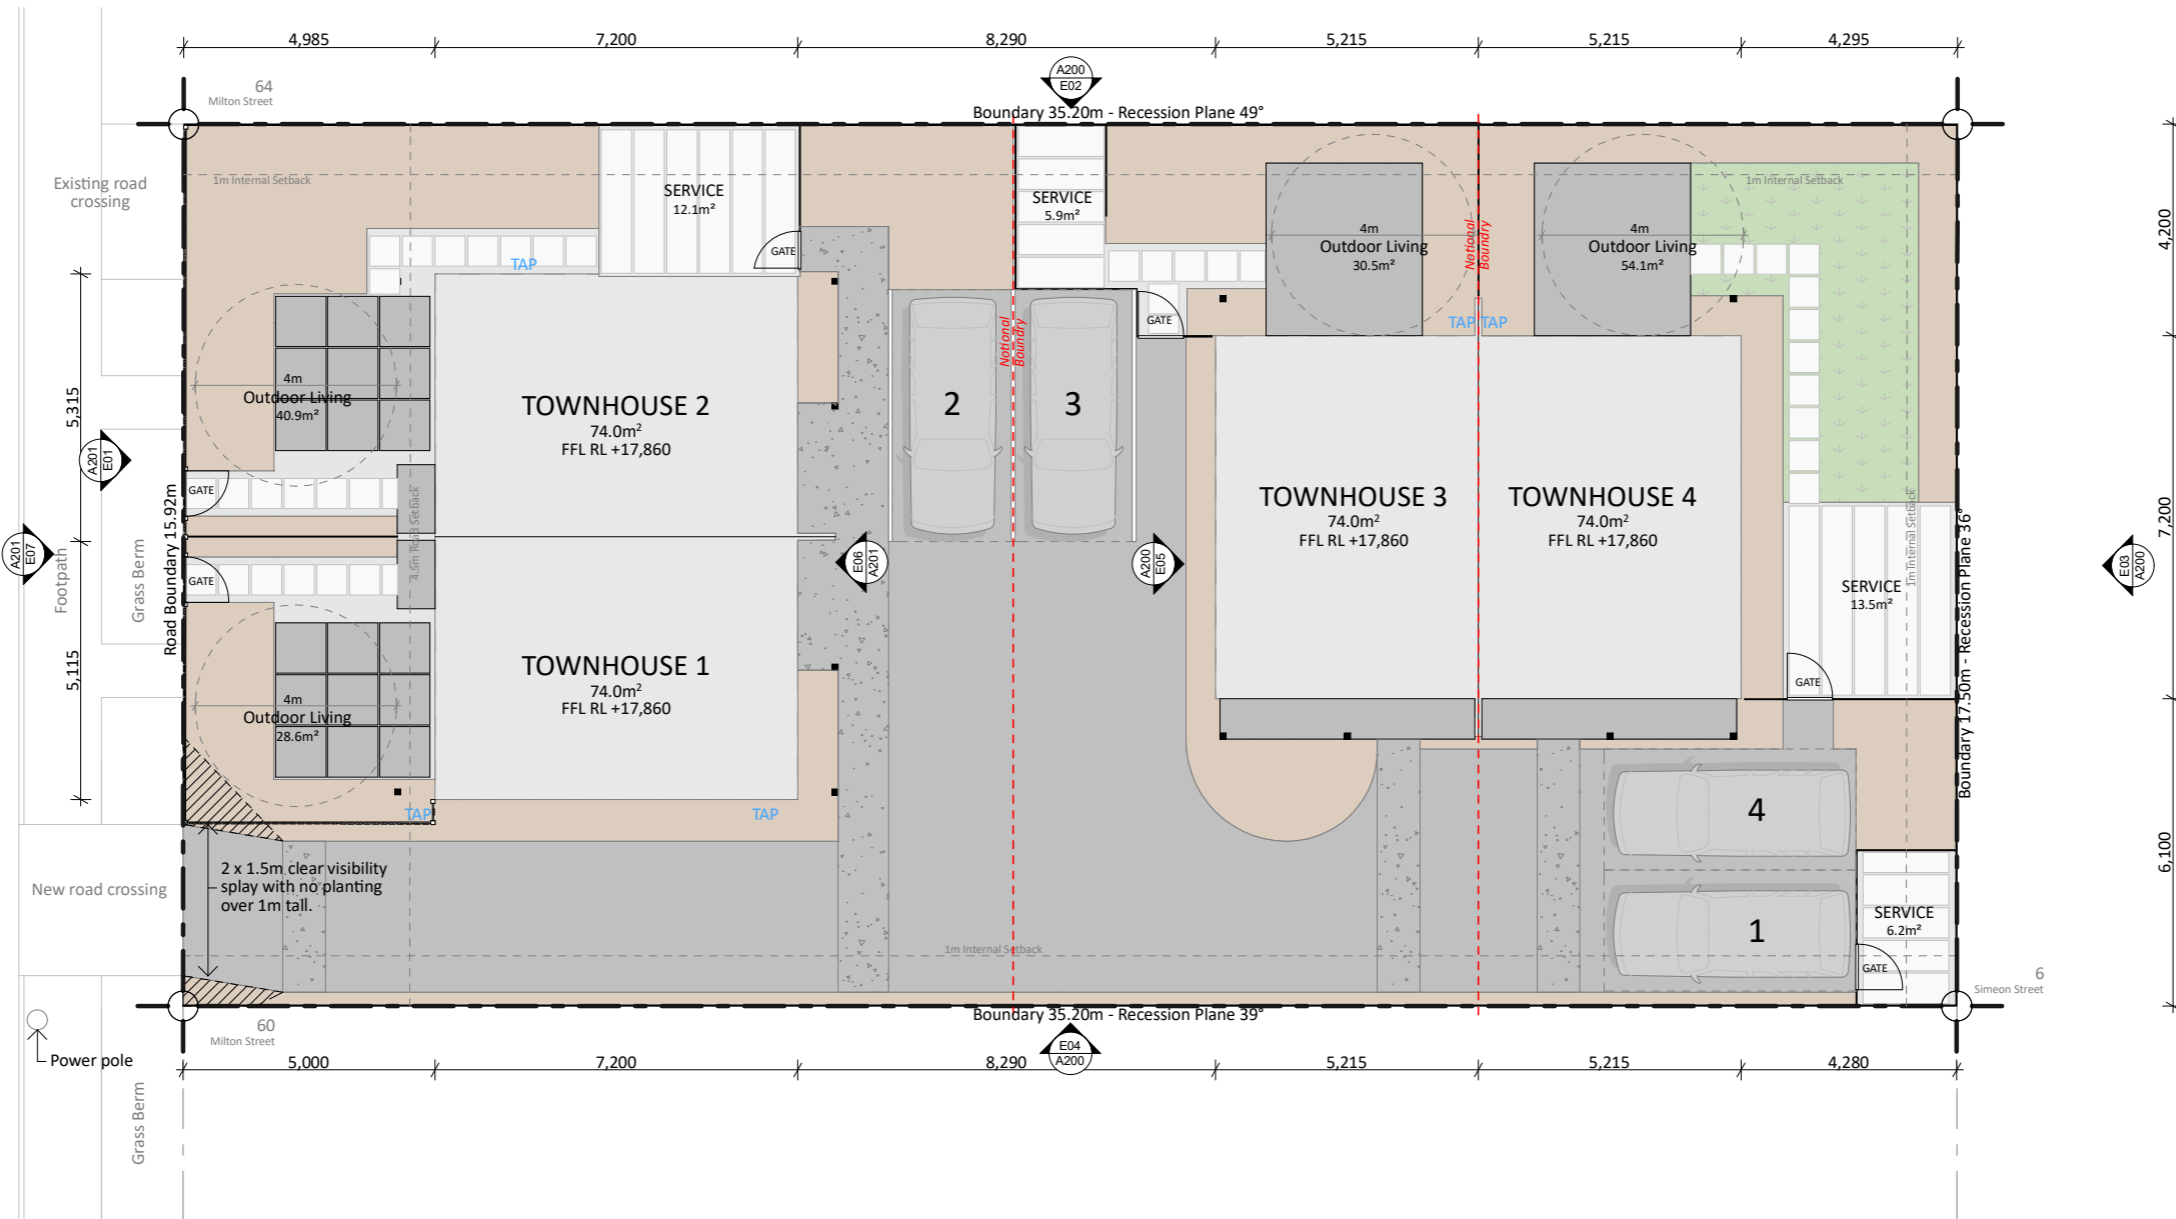 4,985
7,200
8,290
5,215
5,215
4,295
A200
E02
64
Milton Street
Boundary 35.20m - Recession Plane 49°
Existing road
crossing
1m Internal Setback
SERVICE
12.1m²
GATE
TAP
SERVICE
5.9m²
GATE
4m
Outdoor Living
30.5m²
Notional
Boundry
4m
Outdoor Living
54.1m²
1m Internal Setback
4,200
TAP
TAP
Notional
Boundry
4m
Outdoor Living
40.9m²
5,315
TOWNHOUSE 2
74.0m²
FFL RL +17,860
2
3
A201
E01
GATE
4.5m Road Setback
Road Boundary 15.92m
TOWNHOUSE 3
74.0m²
FFL RL +17,860
TOWNHOUSE 4
74.0m²
FFL RL +17,860
1m Internal Setback
Boundary 17.50m - Recession Plane 36°
7,200
A201
E07
Footpath
Grass Berm
GATE
E06
A201
A200
E05
E03
A200
SERVICE
13.5m²
GATE
5,115
TOWNHOUSE 1
74.0m²
FFL RL +17,860
4m
Outdoor Living
28.6m²
TAP
TAP
4
6,100
New road crossing
2 x 1.5m clear visibility
splay with no planting
over 1m tall.
1m Internal Setback
1
SERVICE
6.2m²
GATE
6
Simeon Street
60
Milton Street
Boundary 35.20m - Recession Plane 39°
E04
A200
Power pole
5,000
7,200
8,290
5,215
5,215
4,280
Grass Berm